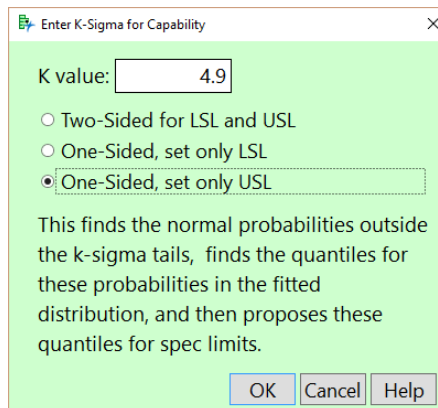 Enter K-Sigma for Capability
K value: 4.9
Two-Sided for LSL and USL
One-Sided, set only LSL
One-Sided, set only USL
This finds the normal probabilities outside
the k-sigma tails,  finds the quantiles for
these probabilities in the fitted
distribution, and then proposes these
quantiles for spec limits.
OK Cancel Help